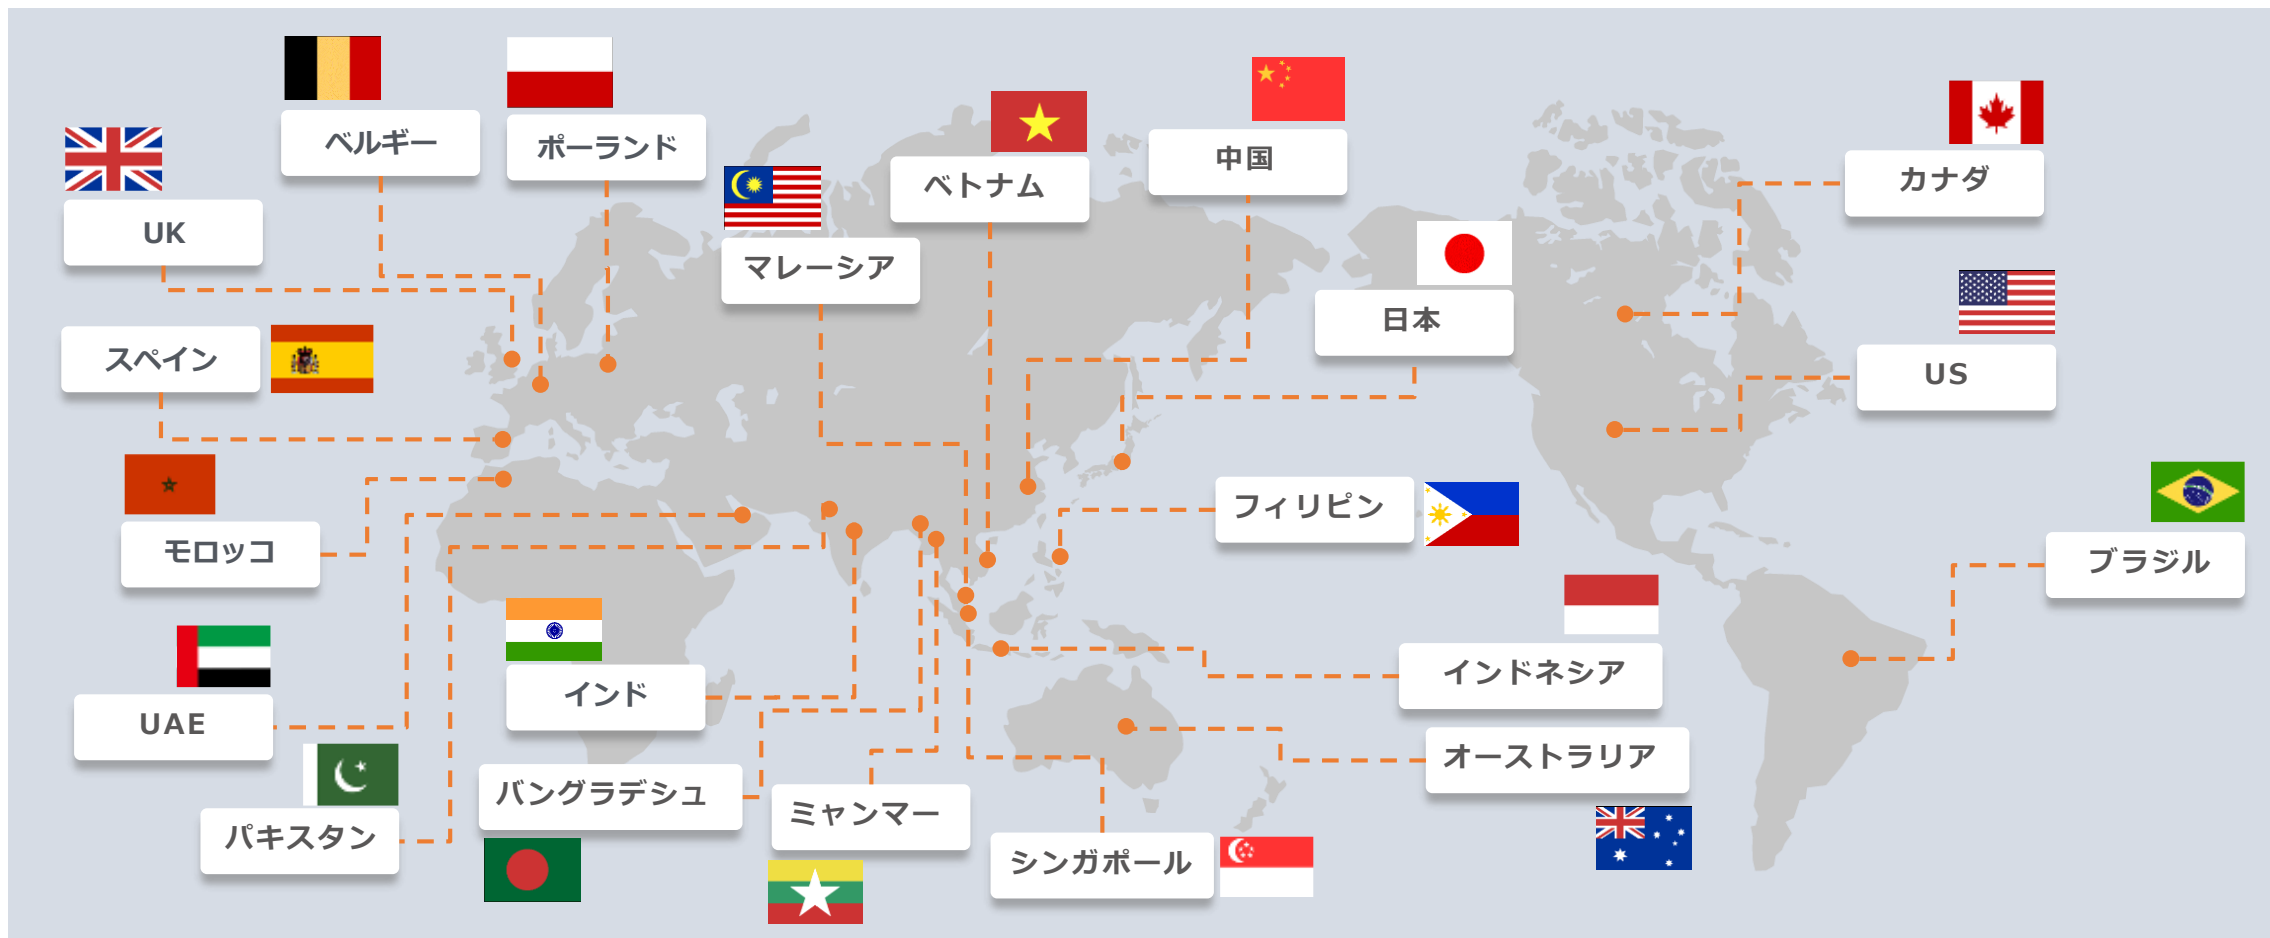 ベルギー
ポーランド
中国
カナダ
ベトナム
UK
マレーシア
日本
スペイン
US
フィリピン
モロッコ
ブラジル
インドネシア
インド
UAE
オーストラリア
バングラデシュ
ミャンマー
パキスタン
シンガポール